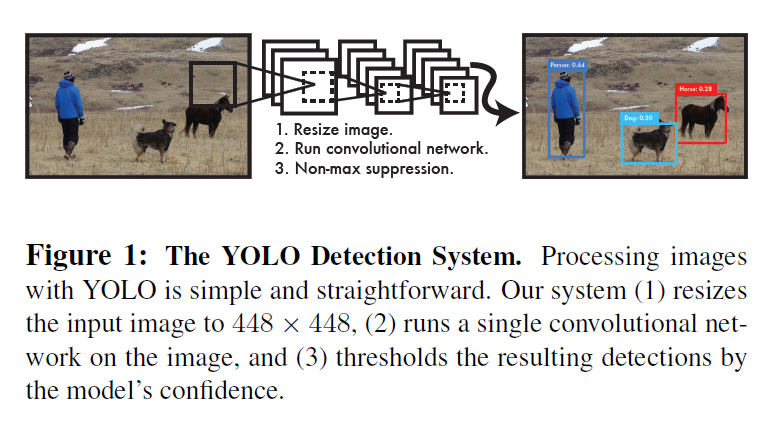 Person: 0.64
Horse: 0.28
Dog: 0.30
1. Resize image.
2. Run convolutional network.
3. Non-max suppression.
Figure 1: The YOLO Detection System. Processing images
with YOLO is simple and straightforward. Our system (1) resizes
the input image to 448 × 448, (2) runs a single convolutional net-
work on the image, and (3) thresholds the resulting detections by
the model’s confidence.